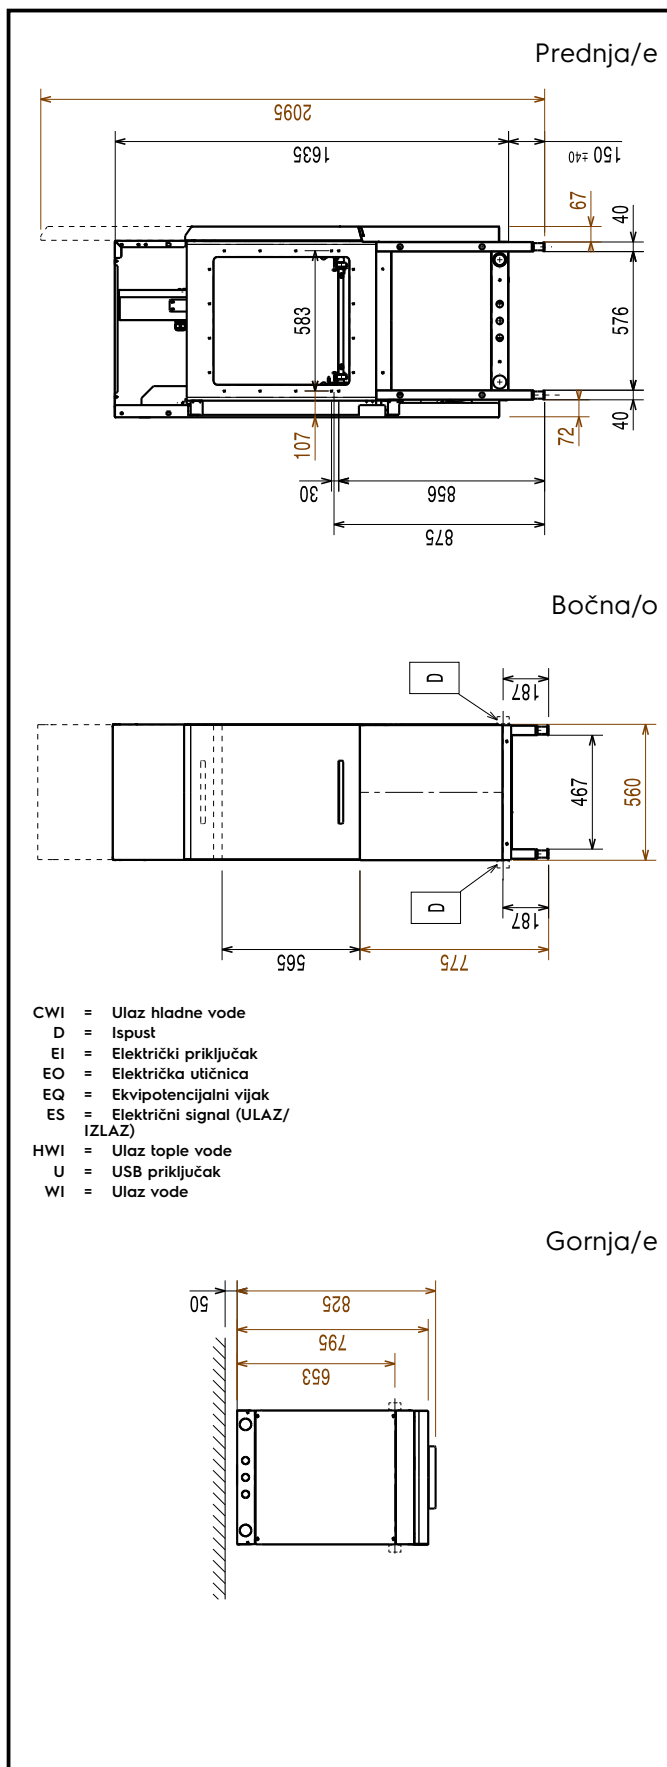 Prednja/e
2095
1635
150 ±40
67
40
583
576
107
72
40
30
856
875
Bočna/o
D
187
467
560
D
187
565
775
CWI = Ulaz hladne vode
D = Ispust
EI = Električki priključak
EO = Električka utičnica
EQ = Ekvipotencijalni vijak
ES = Električni signal (ULAZ/
IZLAZ)
HWI = Ulaz tople vode
U = USB priključak
WI = Ulaz vode
Gornja/e
50
825
795
653